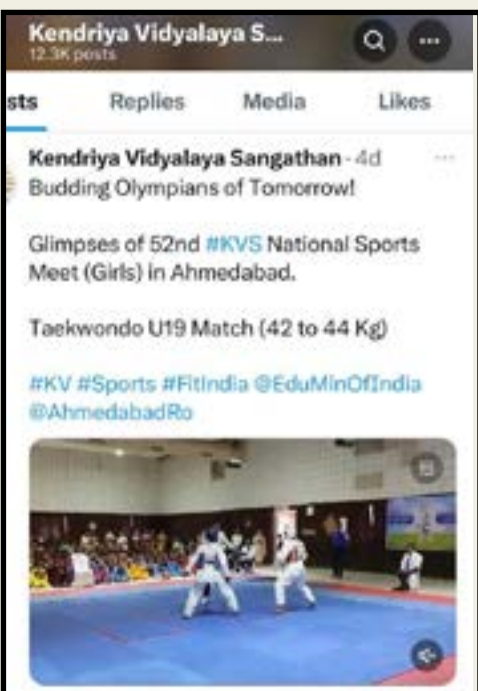 Kendriya Vidyalaya S...
12.3K posts
sts Replies Media Likes
Kendriya Vidyalaya Sangathan · 4d
Budding Olympians of Tomorrow!
Glimpses of 52nd #KVS National Sports
Meet (Girls) in Ahmedabad.
Taekwondo U19 Match (42 to 44 Kg)
#KV #Sports #FitIndia @EduMinOfIndia
@AhmedabadRo